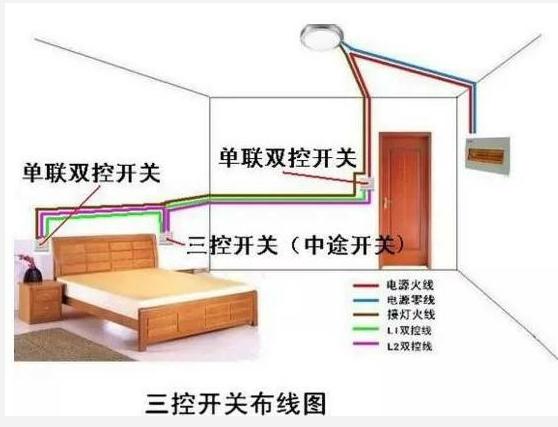 单联双控开关
单联双控开关
三控开关（中途开关）
电源火线
电源零线
接灯火线
L1双控线
L2双控线
三控开关布线图